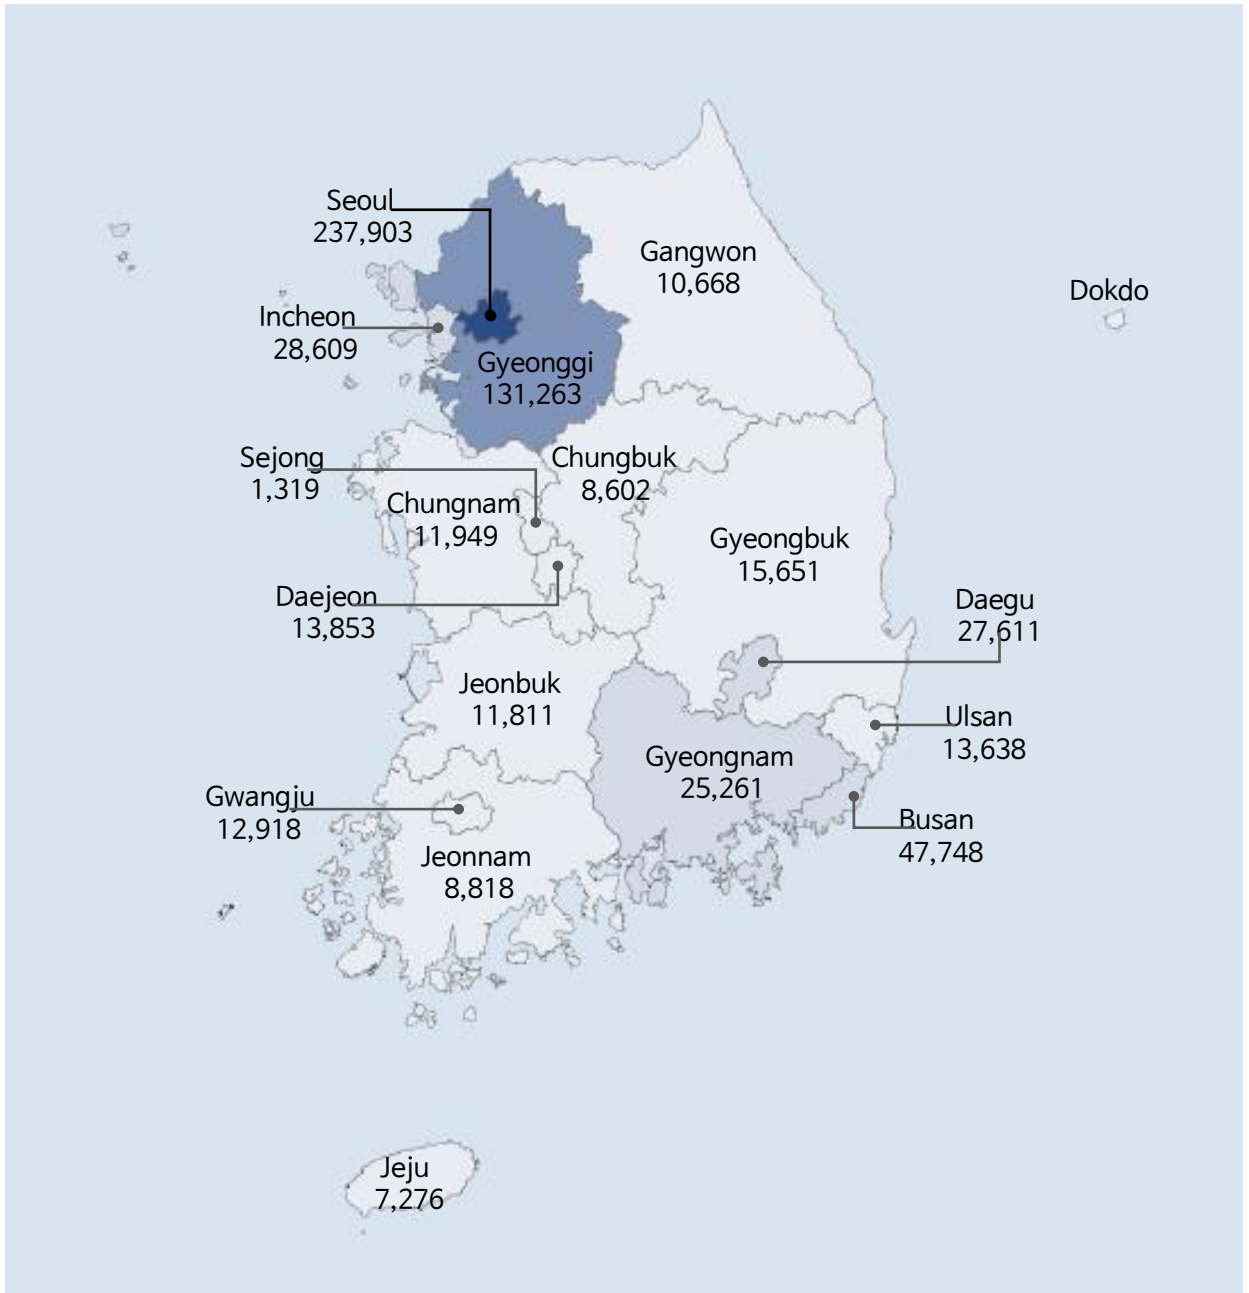 Seoul
237,903
Gangwon
10,668
Dokdo
Incheon
28,609
Gyeonggi
131,263
Sejong
1,319
Chungbuk
8,602
Chungnam
11,949
Gyeongbuk
15,651
Daejeon
13,853
Daegu
27,611
Jeonbuk
11,811
Ulsan
13,638
Gyeongnam
25,261
Gwangju
12,918
Busan
47,748
Jeonnam
8,818
Jeju
7,276